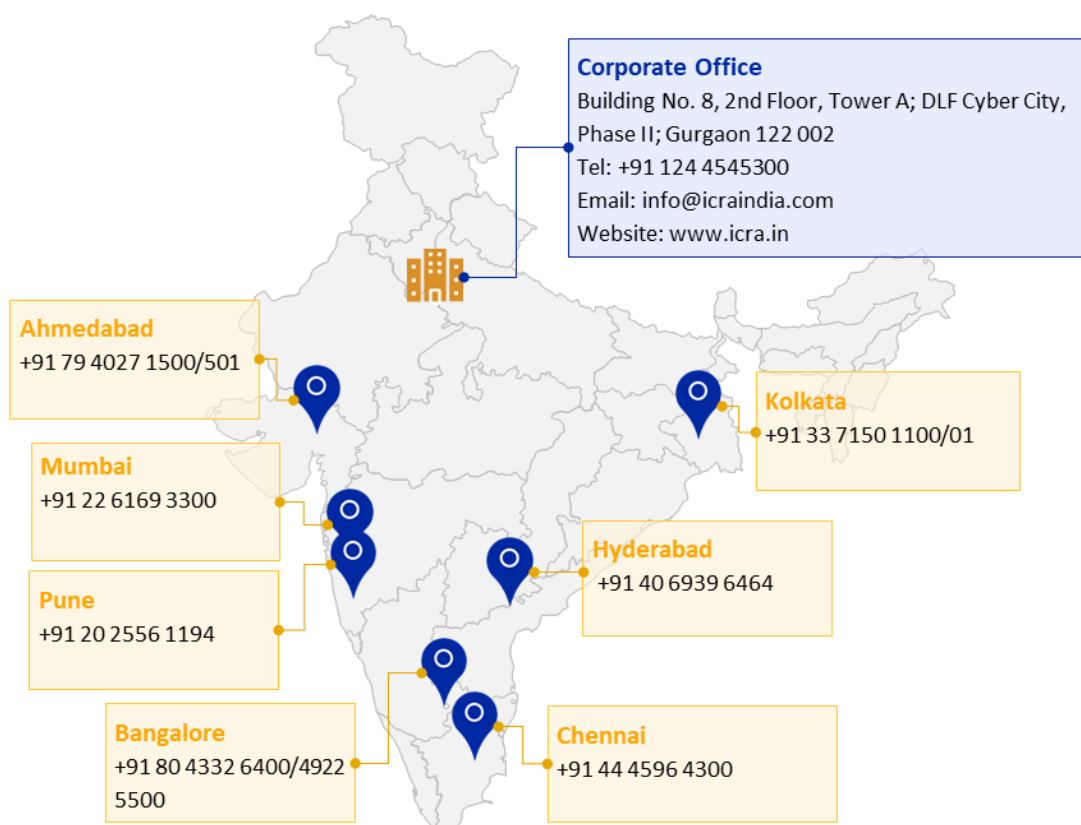 Corporate Office
Building No. 8, 2nd Floor, Tower A; DLF Cyber City,
Phase II; Gurgaon 122 002
Tel: +91 124 4545300
Email: info@icraindia.com
Website: www.icra.in
Ahmedabad
+91 79 4027 1500/501
Kolkata
+91 33 7150 1100/01
Mumbai
+91 22 6169 3300
Hyderabad
+91 40 6939 6464
Pune
+91 20 2556 1194
Bangalore
+91 80 4332 6400/4922
5500
Chennai
+91 44 4596 4300